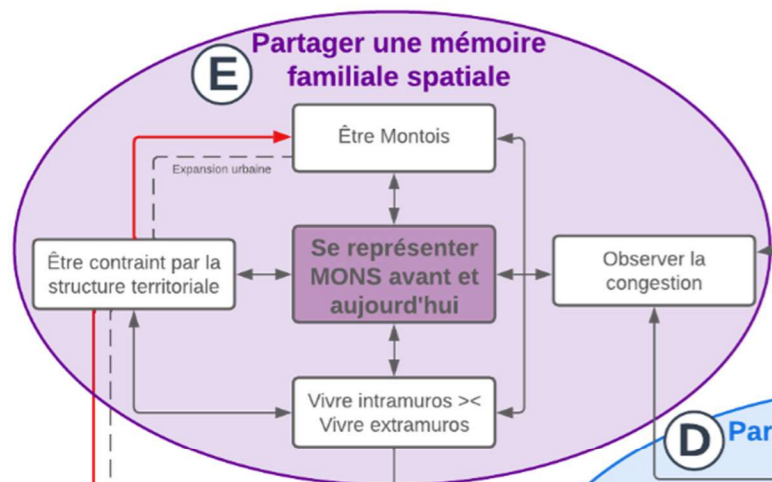 Partager une mémoire
familiale spatiale
E
Être Montois
Expansion urbaine
Être contraint par la
structure territoriale
Se représenter
MONS avant et
aujourd'hui
Observer la
congestion
Vivre intramuros ><
Vivre extramuros
D
Par